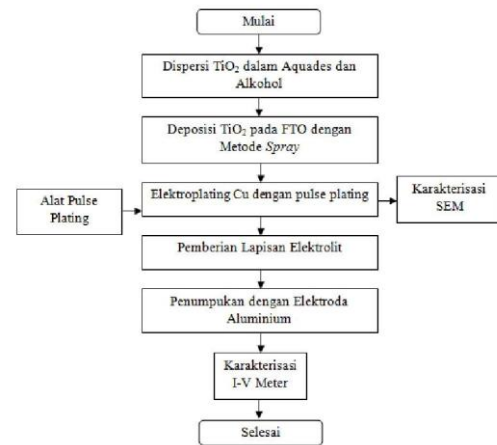 Mulai
Dispersi TiO₂ dalam Aquades dan
Alkohol
Deposisi TiO₂ pada FTO dengan
Metode Spray
Alat Pulse
Plating
Elektroplating Cu dengan pulse plating
Karakterisasi
SEM
Pemberian Lapisan Elektrolit
Penumpukan dengan Elektroda
Aluminium
Karakterisasi
I-V Meter
Selesai